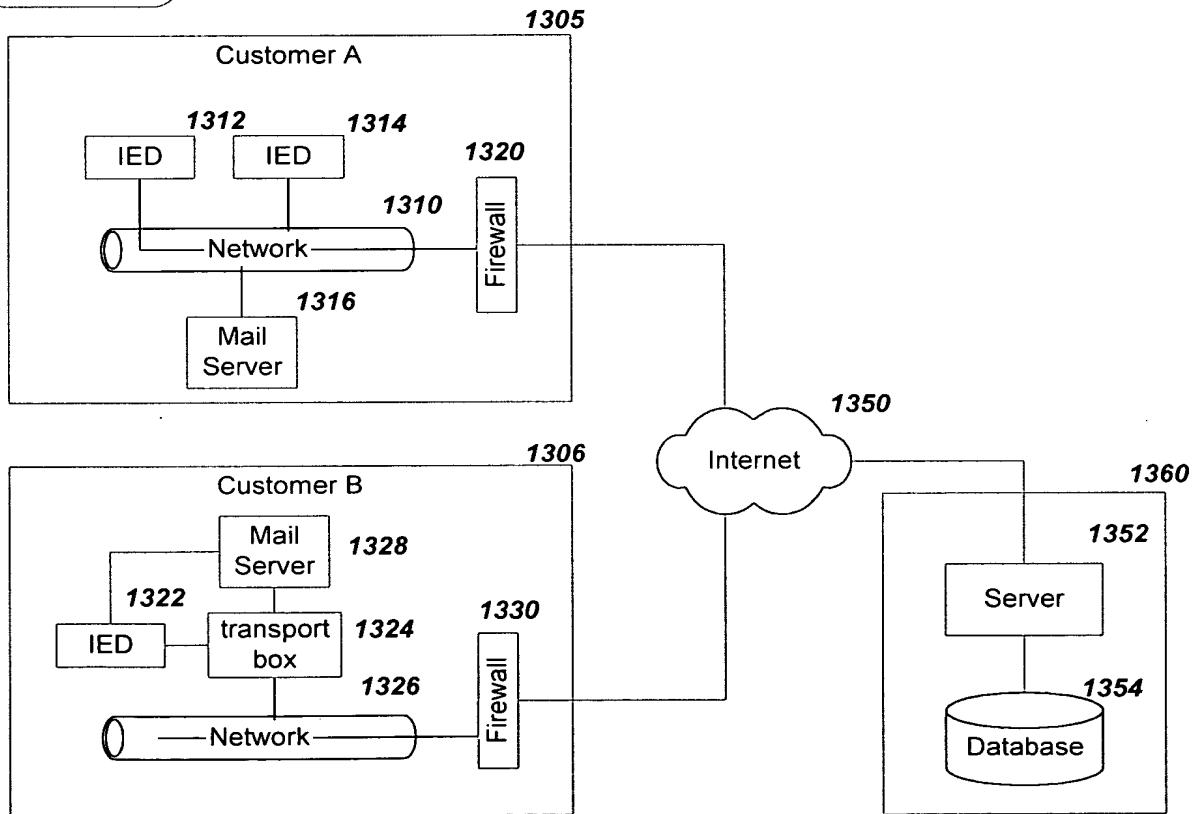 1305
Customer A
1312
1314
IED
IED
1320
1310
Network
Firewall
1316
Mail
Server
1350
Internet
1306
Customer B
Mail
Server
1328
1322
1330
IED
transport
box
1324
1326
Network
Firewall
1360
1352
Server
1354
Database